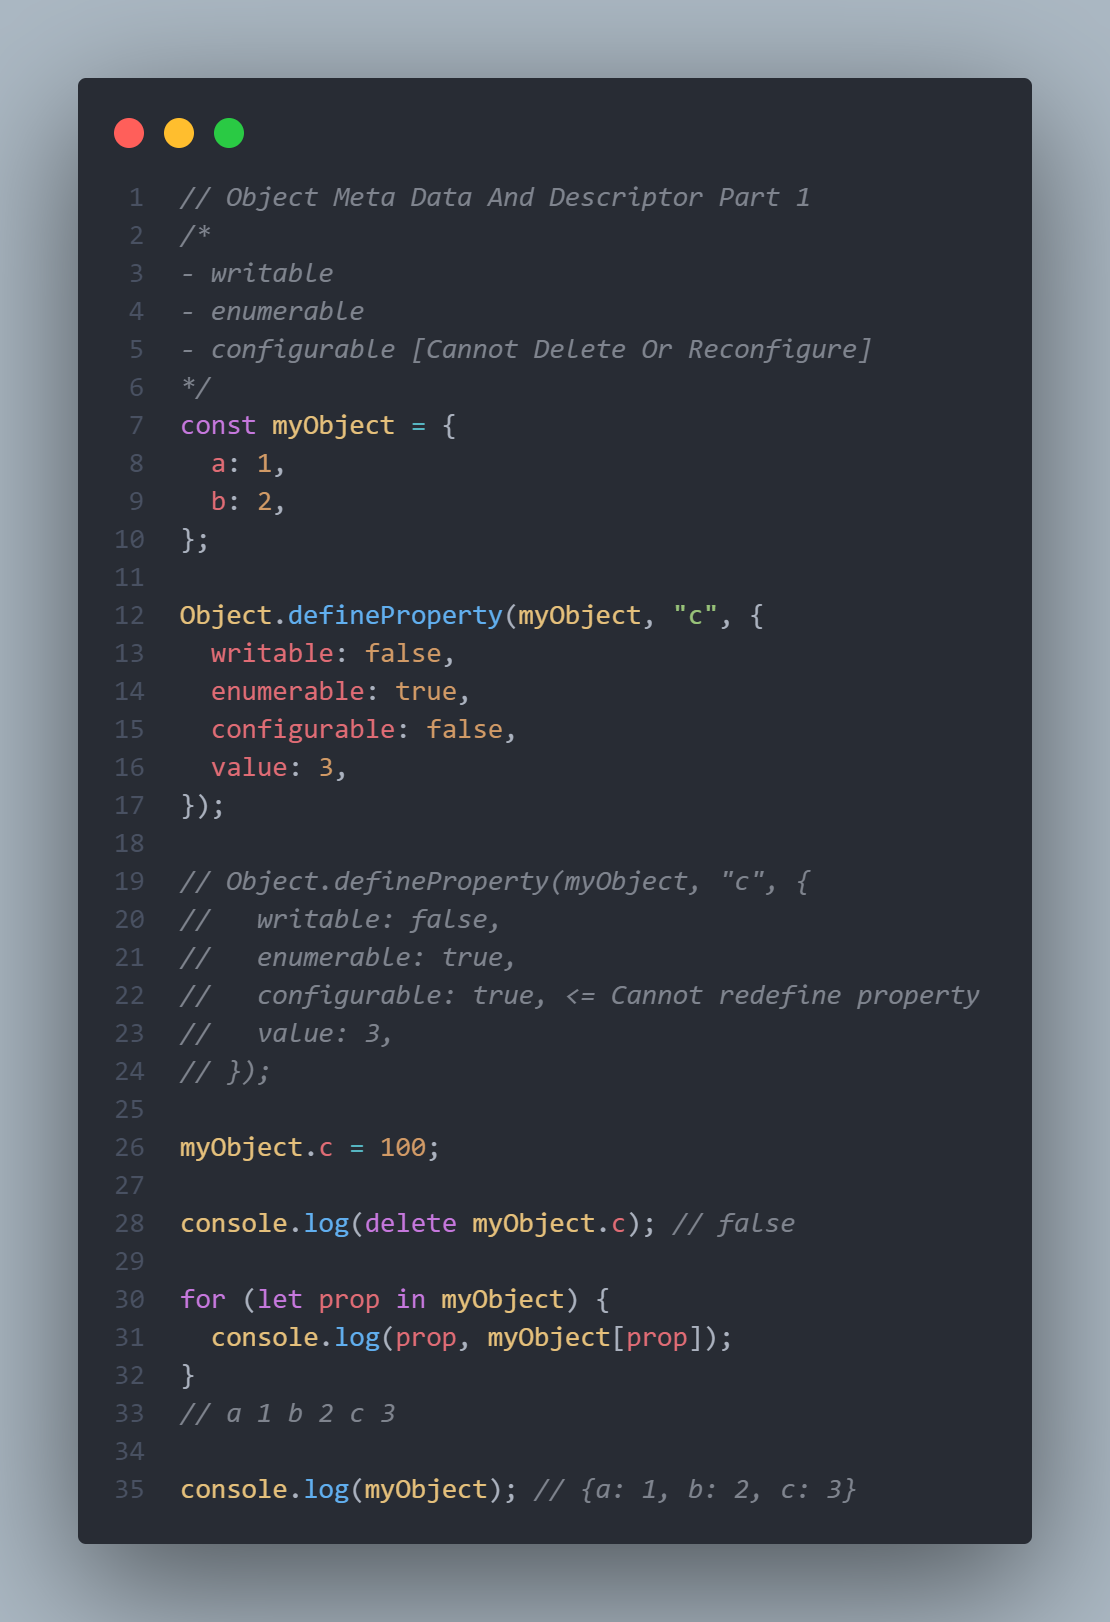 1 // Object Meta Data And Descriptor Part 1
2 /*
3 - writable
4 - enumerable
5 - configurable [Cannot Delete Or Reconfigure]
6 */
7 const myObject = {
8   a: 1,
9   b: 2,
10 };
11
12 Object.defineProperty(myObject, "c", {
13   writable: false,
14   enumerable: true,
15   configurable: false,
16   value: 3,
17 });
18
19 // Object.defineProperty(myObject, "c", {
20 //   writable: false,
21 //   enumerable: true,
22 //   configurable: true, <= Cannot redefine property
23 //   value: 3,
24 // });
25
26 myObject.c = 100;
27
28 console.log(delete myObject.c); // false
29
30 for (let prop in myObject) {
31   console.log(prop, myObject[prop]);
32 }
33 // a 1 b 2 c 3
34
35 console.log(myObject); // {a: 1, b: 2, c: 3}